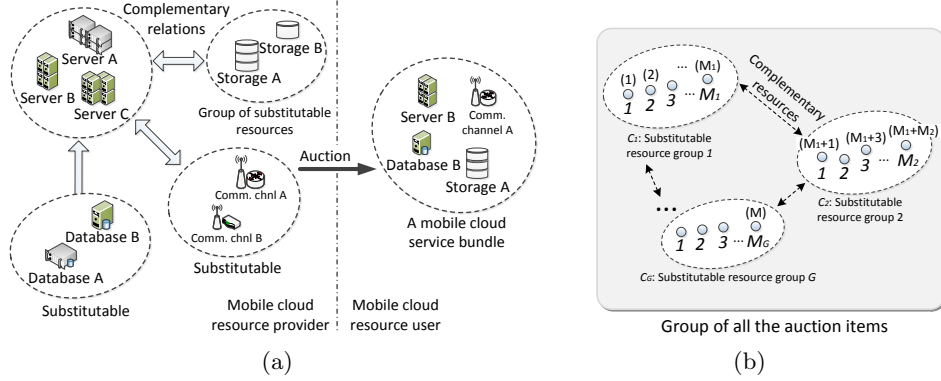 Complementary
relations
Server A
Server B
Server C
Storage B
Storage A
Group of substitutable
resources
Comm. chnl A
Comm. chnl B
Substitutable
Database B
Database A
Substitutable
Mobile cloud
resource provider
Auction
Server B
Comm.
channel A
Database B
Storage A
A mobile cloud
service bundle
Mobile cloud
resource user
(a)
(1) (2) ... (M₁)
1 2 3 ... M₁
C₁: Substitutable
resource group 1
Complementary
resources
(M₁+1) (M₁+3) (M₁+M₂)
1 2 3 ... M₂
C₂: Substitutable
resource group 2
...
(M)
1 2 3 ... M_G
C_G: Substitutable resource group G
Group of all the auction items
(b)